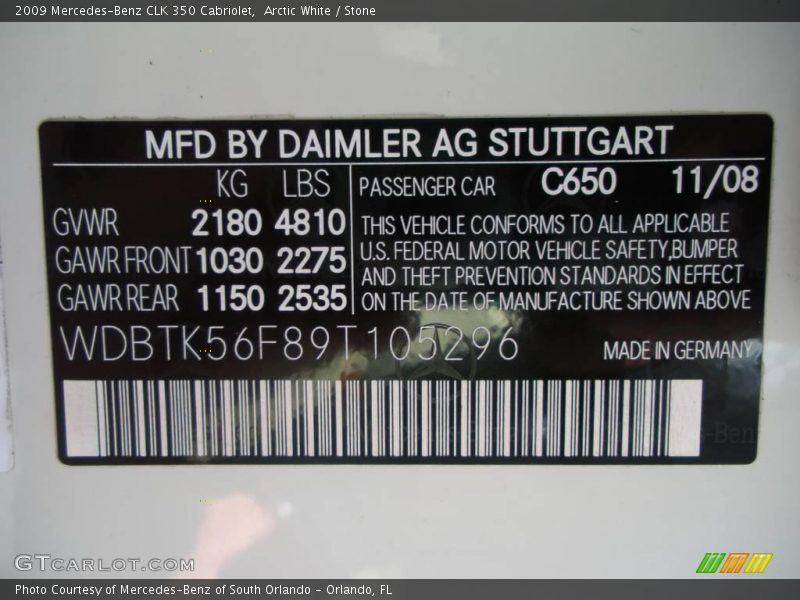 2009 Mercedes-Benz CLK 350 Cabriolet, Arctic White / Stone
MFD BY DAIMLER AG STUTTGART
KG LBS
GVWR 2180 4810
GAWR FRONT 1030 2275
GAWR REAR 1150 2535
PASSENGER CAR C650 11/08
THIS VEHICLE CONFORMS TO ALL APPLICABLE
U.S. FEDERAL MOTOR VEHICLE SAFETY,BUMPER
AND THEFT PREVENTION STANDARDS IN EFFECT
ON THE DATE OF MANUFACTURE SHOWN ABOVE
WDBTK56F89T105296
MADE IN GERMANY
GTCARLOT.COM
Photo Courtesy of Mercedes-Benz of South Orlando - Orlando, FL